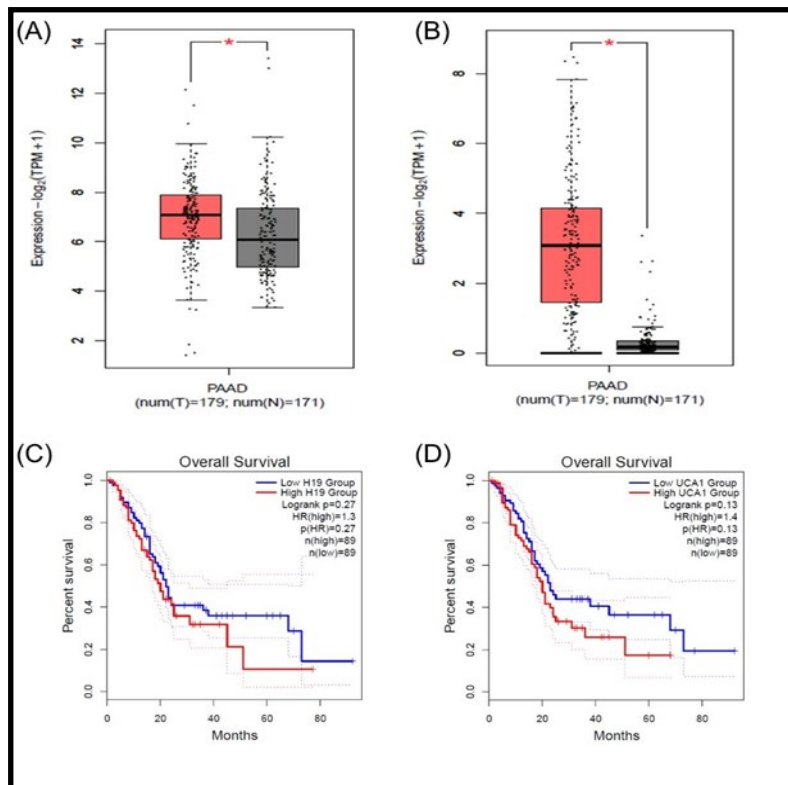 (A)
*
14
12
10
8
6
4
2
Expression – log₂(TPM + 1)
PAAD
(num(T)=179; num(N)=171)
(B)
*
8
6
4
2
0
Expression – log₂(TPM + 1)
PAAD
(num(T)=179; num(N)=171)
(C)
Overall Survival
Low H19 Group
High H19 Group
Logrank p=0.27
HR(high)=1.3
p(HR)=0.27
n(high)=89
n(low)=89
1.0
0.8
0.6
0.4
0.2
0.0
Percent survival
0 20 40 60 80
Months
(D)
Overall Survival
Low UCA1 Group
High UCA1 Group
Logrank p=0.13
HR(high)=1.4
p(HR)=0.13
n(high)=89
n(low)=89
1.0
0.8
0.6
0.4
0.2
0.0
Percent survival
0 20 40 60 80
Months